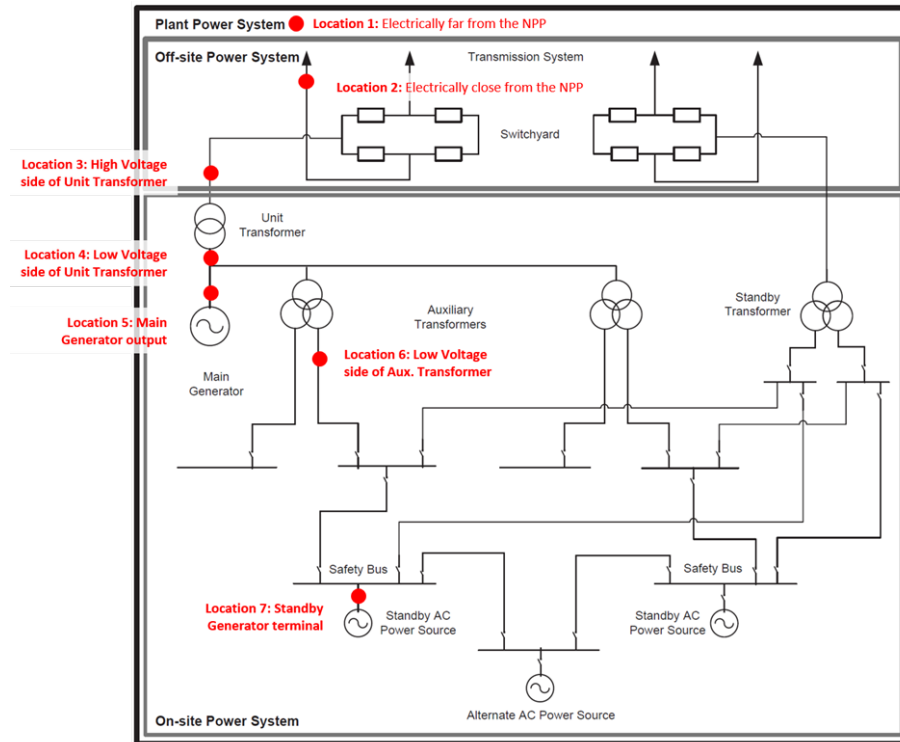 Plant Power System
Location 1: Electrically far from the NPP
Off-site Power System
Transmission System
Location 2: Electrically close from the NPP
Switchyard
Location 3: High Voltage
side of Unit Transformer
Unit
Transformer
Location 4: Low Voltage
side of Unit Transformer
Location 5: Main
Generator output
Auxiliary
Transformers
Standby
Transformer
Location 6: Low Voltage
side of Aux. Transformer
Main
Generator
Safety Bus
Safety Bus
Location 7: Standby
Generator terminal
Standby AC
Power Source
Standby AC
Power Source
Alternate AC Power Source
On-site Power System